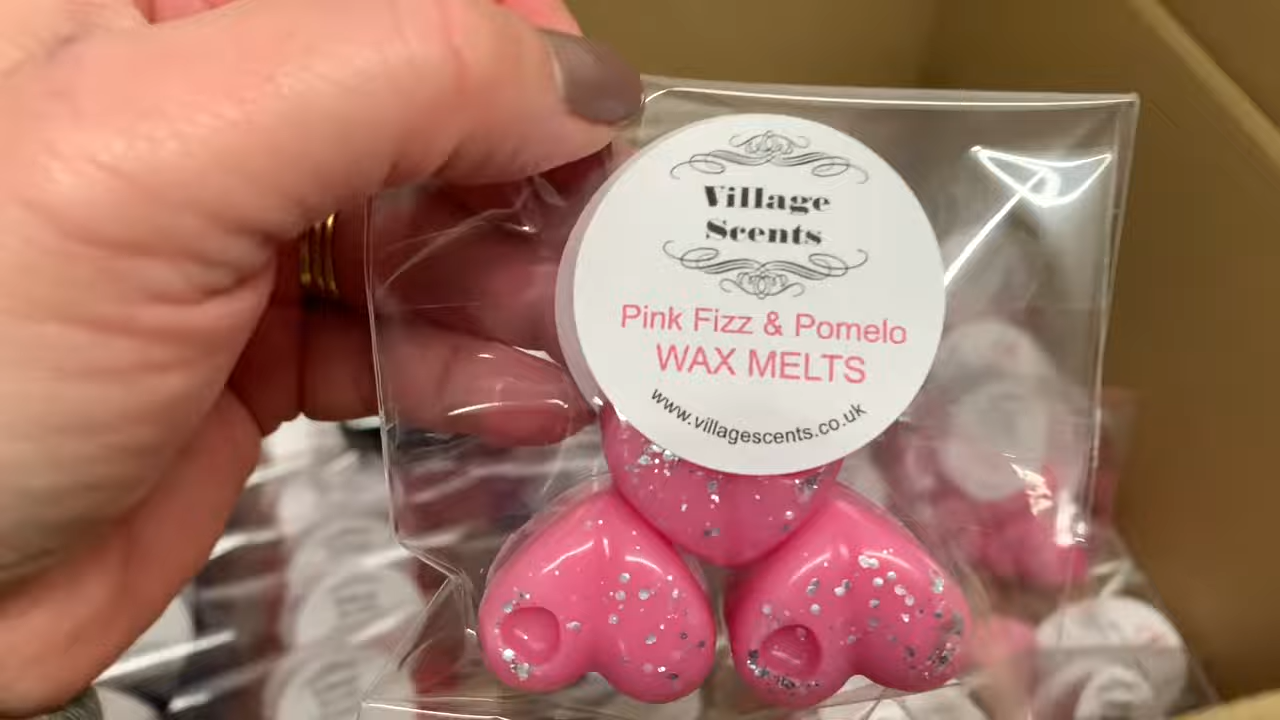 Village
Scents
Pink Fizz & Pomelo
WAX MELTS
www.villagescents.co.uk